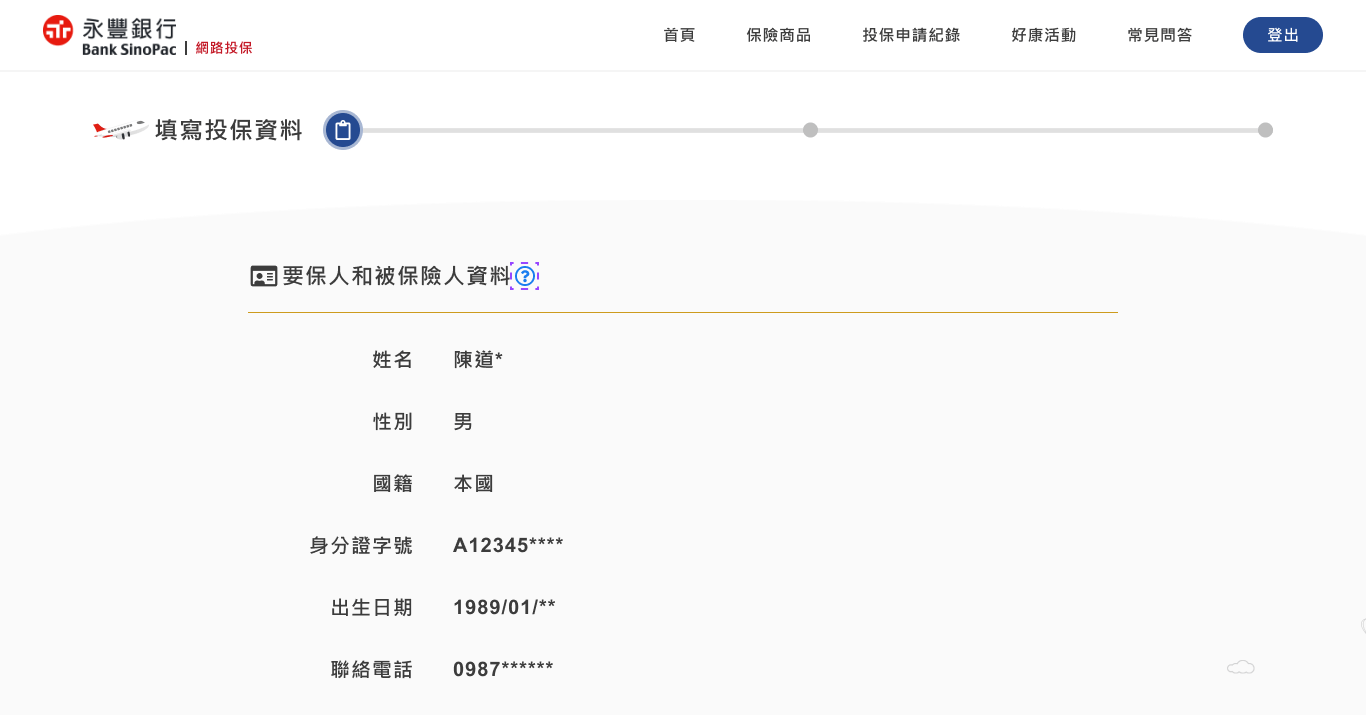 永豐銀行
Bank SinoPac | 網路投保
首頁 保險商品 投保申請紀錄 好康活動 常見問答 登出
填寫投保資料
要保人和被保險人資料?
姓名 陳道*
性別 男
國籍 本國
身分證字號 A12345****
出生日期 1989/01/**
聯絡電話 0987******